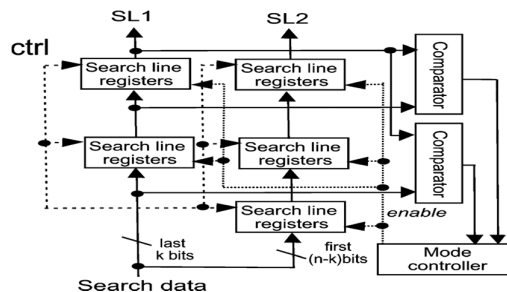 SL1
SL2
ctrl
Search line
registers
Search line
registers
Comparator
Search line
registers
Search line
registers
Comparator
Search line
registers
enable
last
k bits
first
(n-k)bits
Mode
controller
Search data